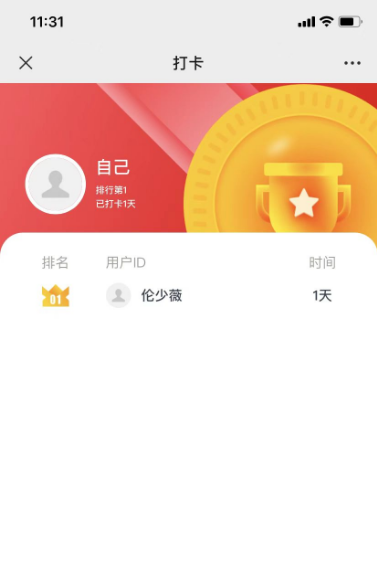 11:31
打卡
自己
排行第1
已打卡1天
排名 用户ID 时间
01 伦少薇 1天